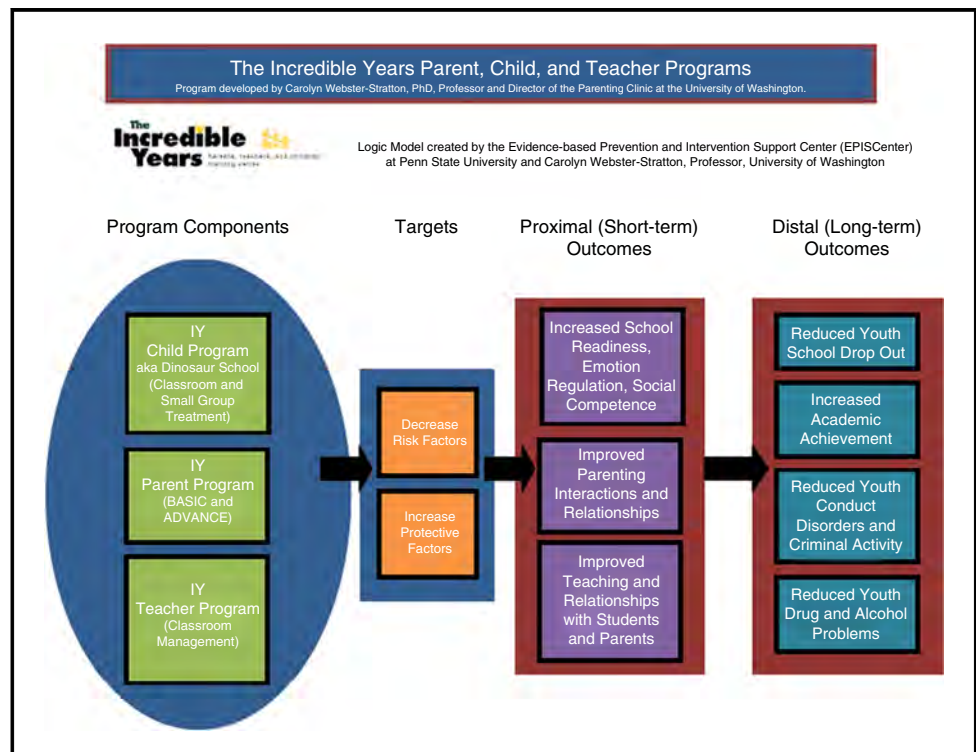 The Incredible Years Parent, Child, and Teacher Programs
Program developed by Carolyn Webster-Stratton, PhD, Professor and Director of the Parenting Clinic at the University of Washington.
The
Incredible
Years
Logic Model created by the Evidence-based Prevention and Intervention Support Center (EPISCenter)
at Penn State University and Carolyn Webster-Stratton, Professor, University of Washington
Program Components
Targets
Proximal (Short-term)
Outcomes
Distal (Long-term)
Outcomes
IY
Child Program
aka Dinosaur School
(Classroom and
Small Group
Treatment)
IY
Parent Program
(BASIC and
ADVANCE)
IY
Teacher Program
(Classroom
Management)
Decrease
Risk Factors
Increase
Protective
Factors
Increased School
Readiness,
Emotion
Regulation, Social
Competence
Improved
Parenting
Interactions and
Relationships
Improved
Teaching and
Relationships
with Students
and Parents
Reduced Youth
School Drop Out
Increased
Academic
Achievement
Reduced Youth
Conduct
Disorders and
Criminal Activity
Reduced Youth
Drug and Alcohol
Problems